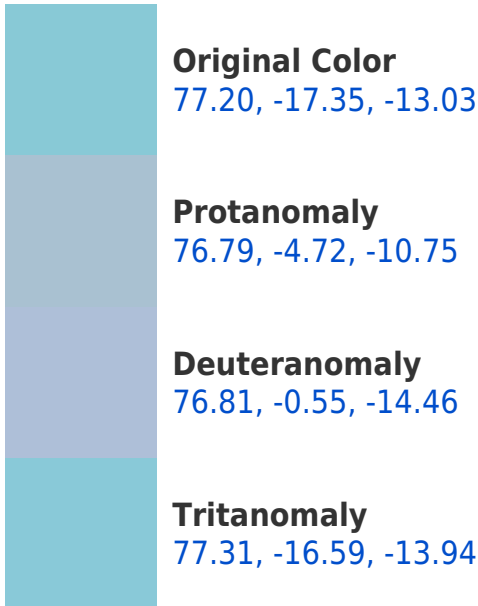 Original Color
77.20, -17.35, -13.03
Protanomaly
76.79, -4.72, -10.75
Deuteranomaly
76.81, -0.55, -14.46
Tritanomaly
77.31, -16.59, -13.94